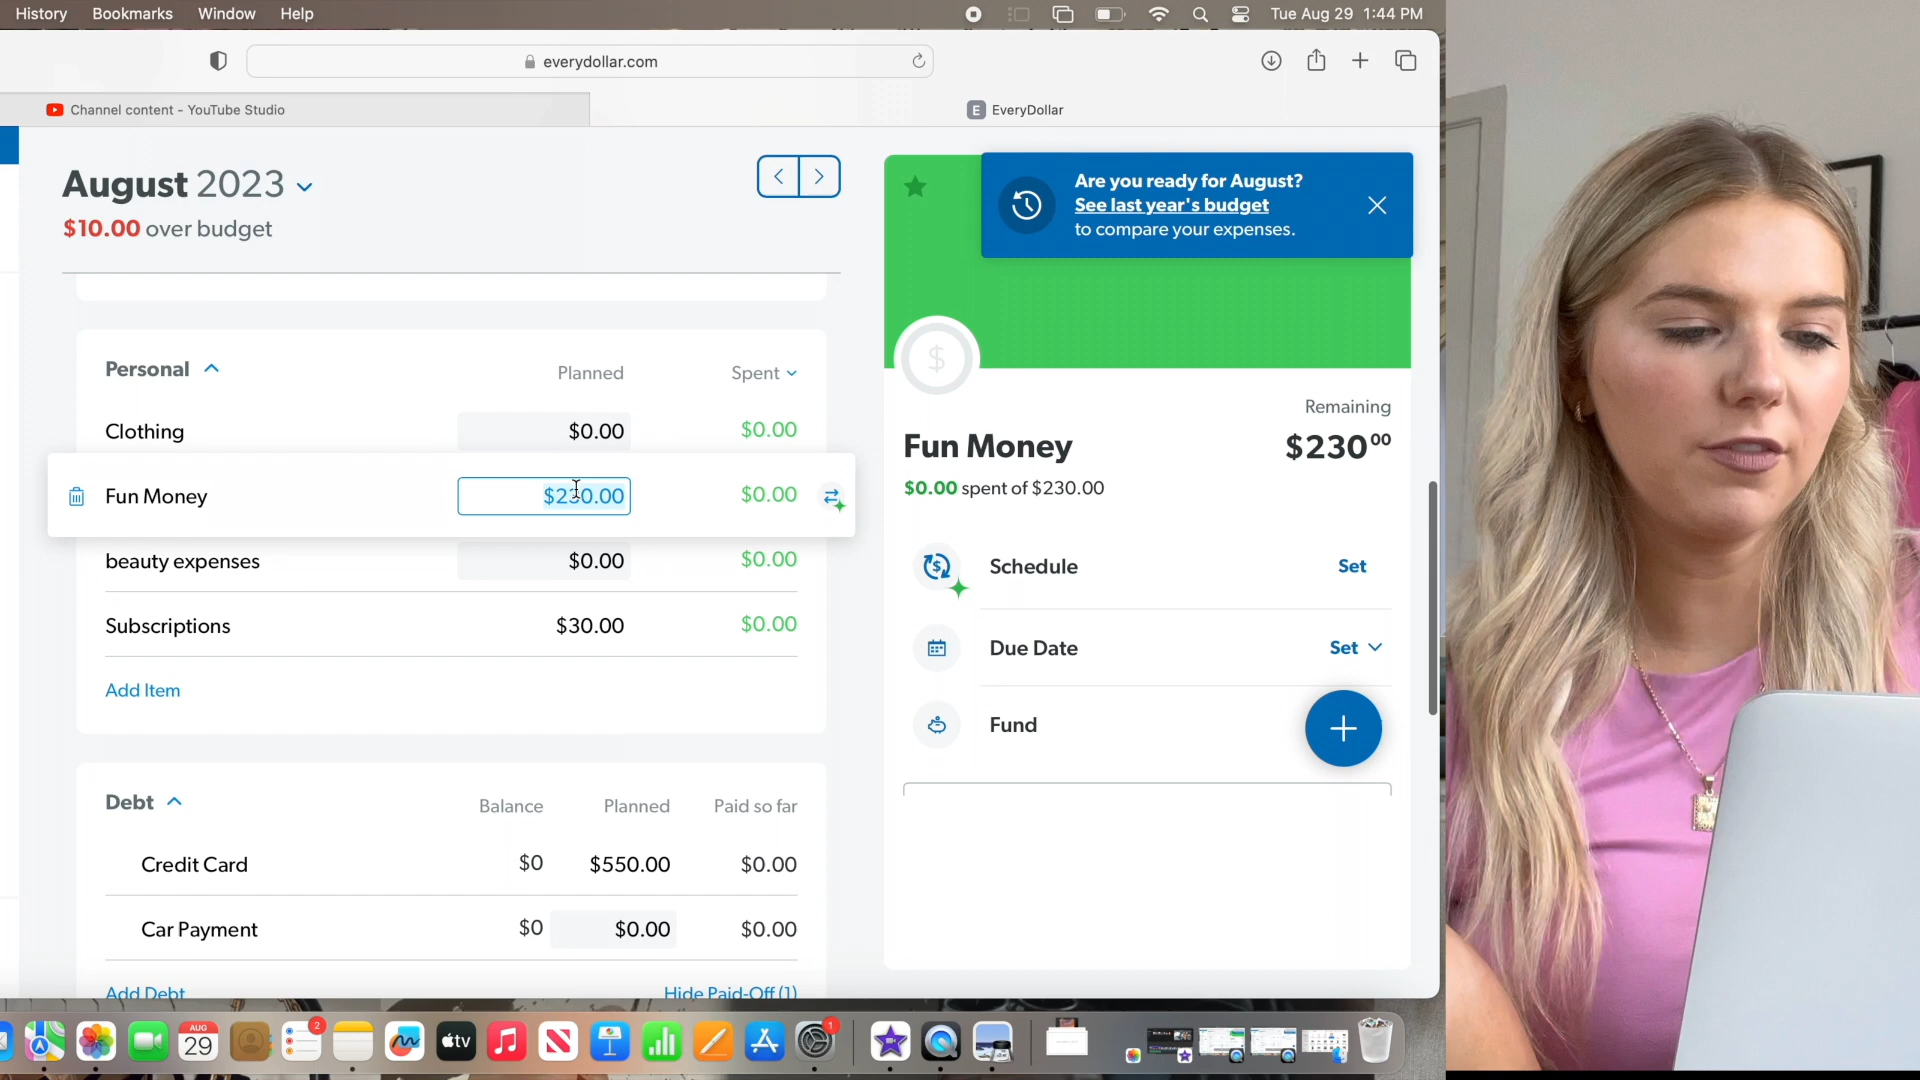 History Bookmarks Window Help
Tue Aug 29 1:44 PM
everydollar.com
Channel content - YouTube Studio
E EveryDollar
August 2023
$10.00 over budget
Are you ready for August?
See last year's budget
to compare your expenses.
Personal Planned Spent
Clothing $0.00 $0.00
Fun Money $230.00 $0.00
beauty expenses $0.00 $0.00
Subscriptions $30.00 $0.00
Add Item
Debt Balance Planned Paid so far
Credit Card $0 $550.00 $0.00
Car Payment $0 $0.00 $0.00
Add Debt Hide Paid-Off (1)
$
Remaining
Fun Money $230⁰⁰
$0.00 spent of $230.00
Schedule Set
Due Date Set
Fund
AUG
29
2
tv
1